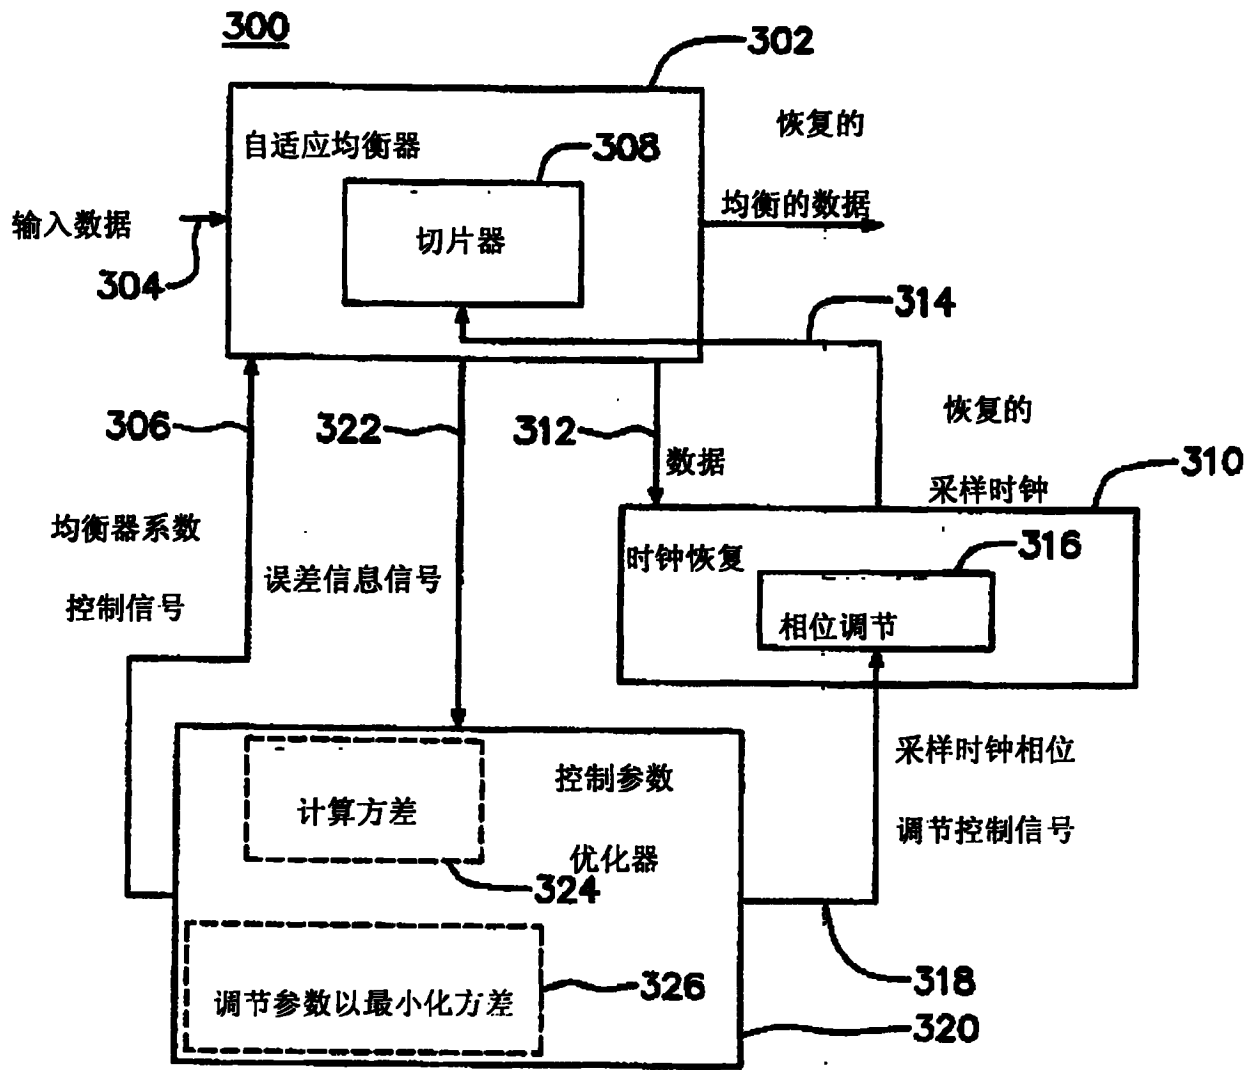 300
302
自适应均衡器
308
恢复的
均衡的数据
输入数据
304
切片器
314
306
322
312
数据
恢复的
采样时钟
310
均衡器系数
控制信号
误差信息信号
时钟恢复
316
相位调节
采样时钟相位
调节控制信号
318
计算方差
324
控制参数
优化器
调节参数以最小化方差
326
320